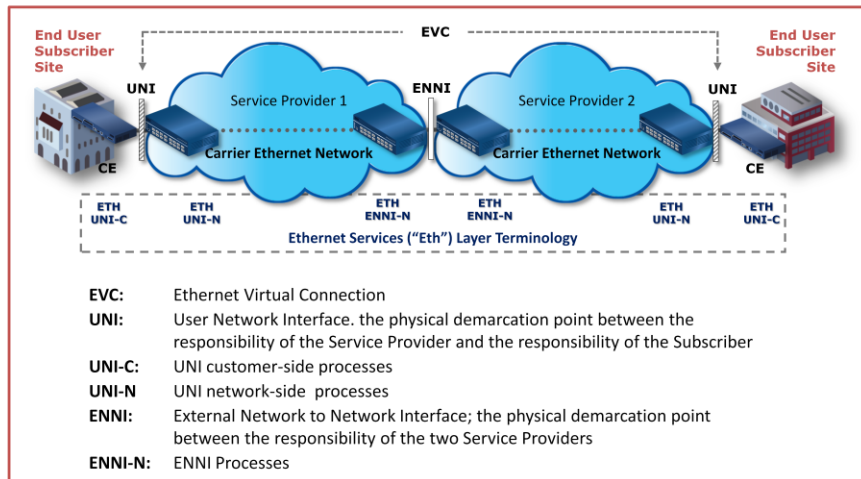 End User
Subscriber
Site
EVC
End User
Subscriber
Site
UNI
Service Provider 1
ENNI
Service Provider 2
UNI
CE
Carrier Ethernet Network
Carrier Ethernet Network
CE
ETH
UNI-C
ETH
UNI-N
ETH
ENNI-N
ETH
ENNI-N
ETH
UNI-N
ETH
UNI-C
Ethernet Services (“Eth”) Layer Terminology
EVC: Ethernet Virtual Connection
UNI: User Network Interface. the physical demarcation point between the
responsibility of the Service Provider and the responsibility of the Subscriber
UNI-C: UNI customer-side processes
UNI-N UNI network-side processes
ENNI: External Network to Network Interface; the physical demarcation point
between the responsibility of the two Service Providers
ENNI-N: ENNI Processes